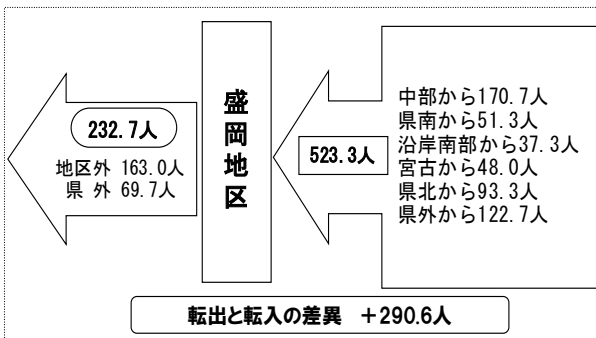 232.7人
地区外 163.0人
県 外 69.7人
盛岡地区
523.3人
中部から170.7人
県南から51.3人
沿岸南部から37.3人
宮古から48.0人
県北から93.3人
県外から122.7人
転出と転入の差異 ＋290.6人